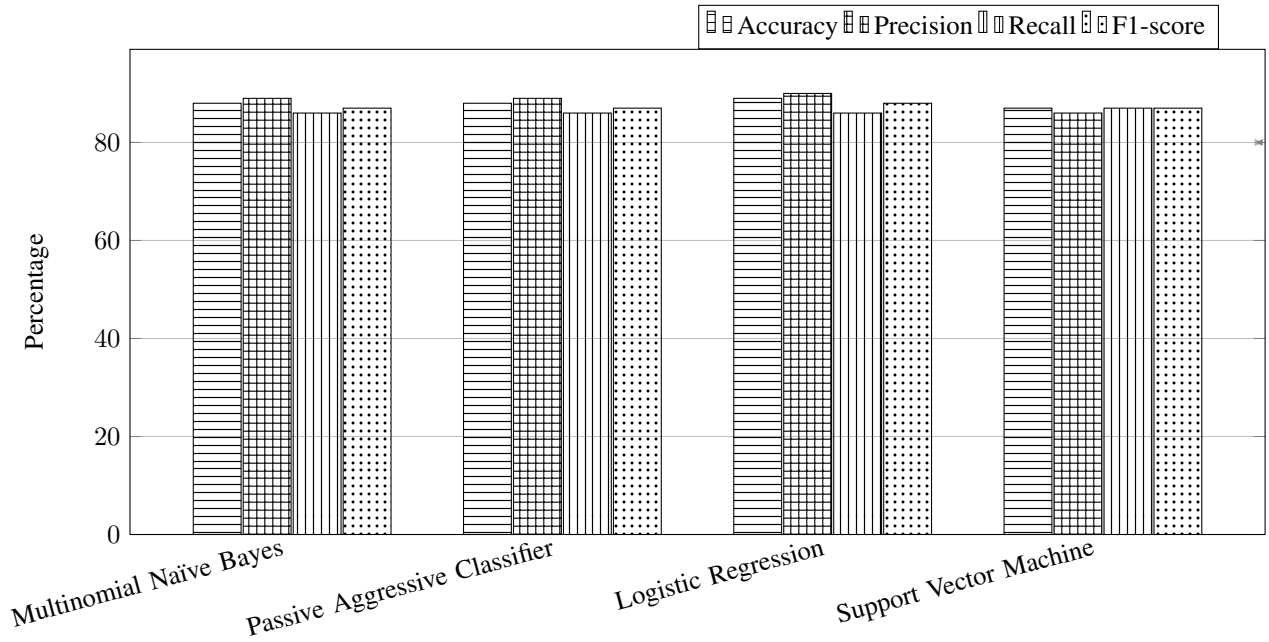 Accuracy Precision Recall F1-score
Percentage
80
60
40
20
0
Multinomial Naïve Bayes
Passive Aggressive Classifier
Logistic Regression
Support Vector Machine